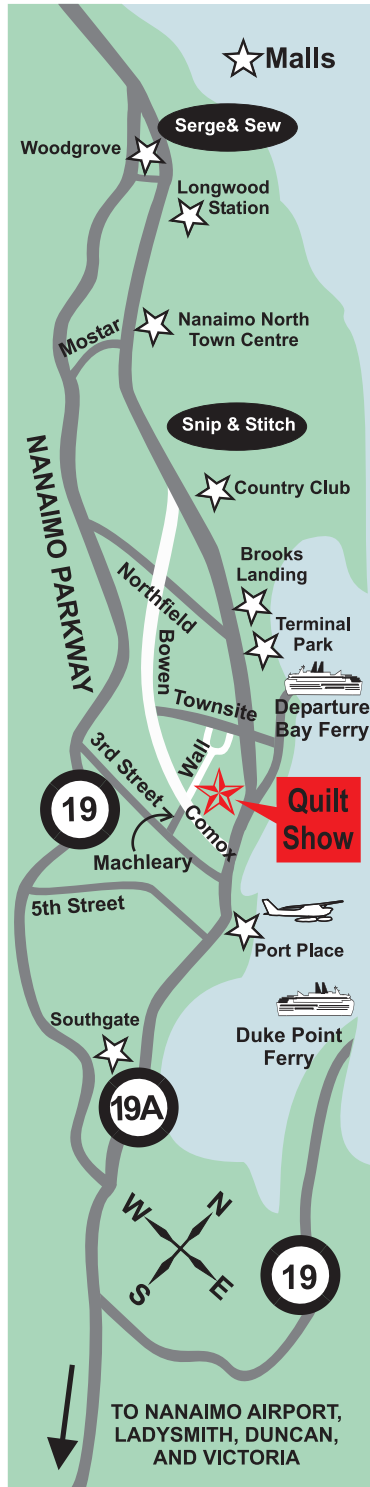 Malls
Serge& Sew
Woodgrove
Longwood
Station
Nanaimo North
Town Centre
Mostar
Snip & Stitch
NANAIMO PARKWAY
Country Club
Brooks
Landing
Northfield
Terminal
Park
Bowen
Departure
Bay Ferry
Townsite
Wall
3rd Street
19
Quilt
Show
Comox
Machleary
5th Street
Port Place
Southgate
Duke Point
Ferry
19A
W
N
S
E
19
TO NANAIMO AIRPORT,
LADYSMITH, DUNCAN,
AND VICTORIA